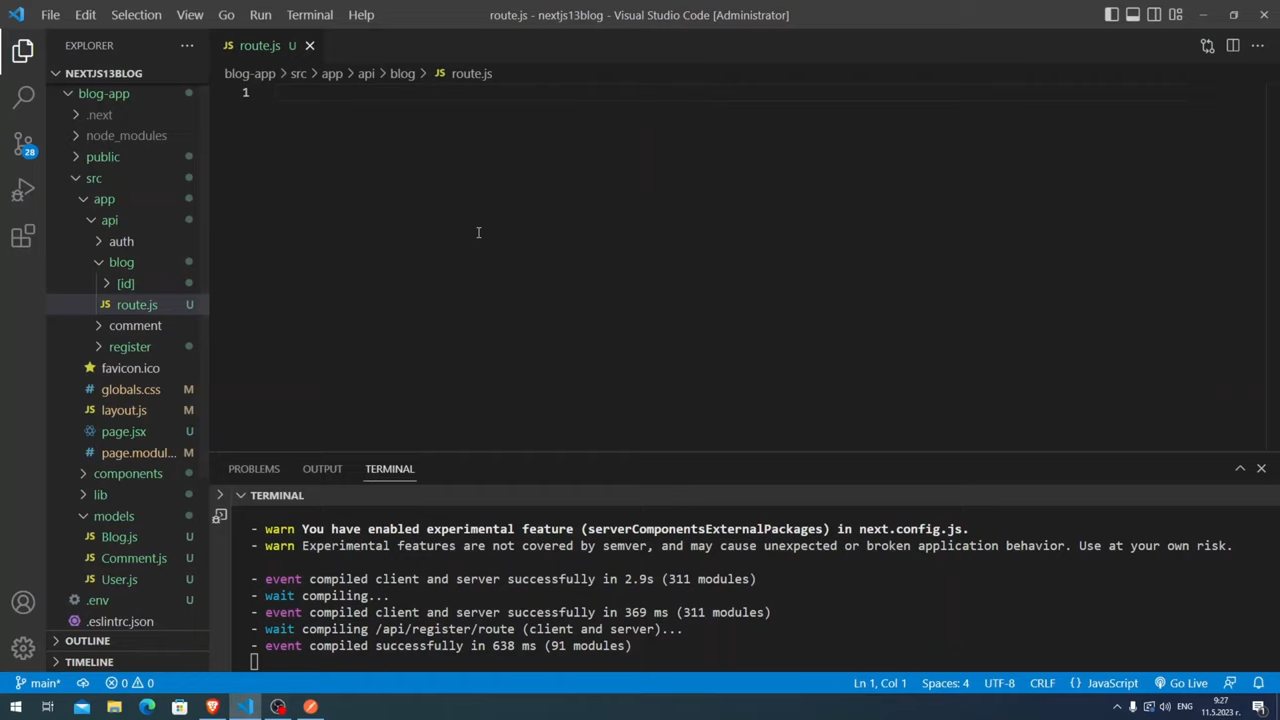 File Edit Selection View Go Run Terminal Help
route.js - nextjs13blog - Visual Studio Code [Administrator]
EXPLORER
route.js U
NEXTJS13BLOG
blog-app > src > app > api > blog > JS route.js
1
blog-app
.next
node_modules
public
src
app
api
auth
blog
[id]
JS route.js U
comment
register
favicon.ico
# globals.css M
JS layout.js M
page.jsx U
# page.modul... M
components
lib
models
JS Blog.js U
JS Comment.js U
JS User.js U
.env U
.eslintrc.json
OUTLINE
TIMELINE
28
PROBLEMS OUTPUT TERMINAL
TERMINAL
- warn You have enabled experimental feature (serverComponentsExternalPackages) in next.config.js.
- warn Experimental features are not covered by semver, and may cause unexpected or broken application behavior. Use at your own risk.
- event compiled client and server successfully in 2.9s (311 modules)
- wait compiling...
- event compiled client and server successfully in 369 ms (311 modules)
- wait compiling /api/register/route (client and server)...
- event compiled successfully in 638 ms (91 modules)
main* 0 0
Ln 1, Col 1 Spaces: 4 UTF-8 CRLF {} JavaScript Go Live
ENG
9:27
11.5.2023 г.
1